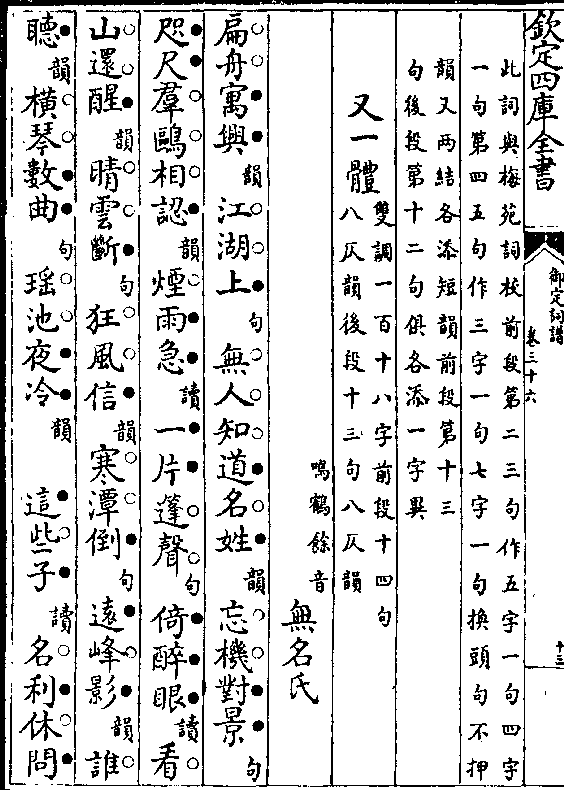 欽定四庫全書
御定詞譜
卷三十六
十三
此詞與梅苑詞校前段第二三句作五字一句四字
一句第四五句作三字一句七字一句換頭句不押
韻又两結各添短韻前段第十三
句後段第十二句俱各添一字異
又一體
雙調一百十八字前段十四句
八仄韻後段十三句八仄韻
鳴鶴餘音
無名氏
扁舟寓興韻江湖上句無人知道名姓韻忘機對景句
咫尺羣鷗相認韻煙雨急讀一片蓬聲句倚醉眼讀看
山還醒韻晴雲斷句狂風信韻寒潭倒句遠峰影韻誰
聽韻橫琴數曲句瑶池夜冷韻 這些子讀名利休問